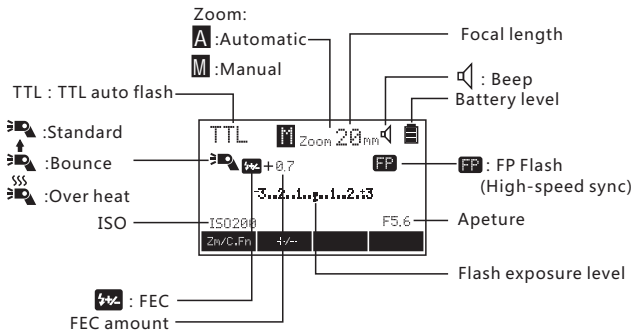 Zoom:
A :Automatic
M :Manual
Focal length
: Beep
Battery level
TTL : TTL auto flash
:Standard
:Bounce
:Over heat
TTL M Zoom 20mm
+0.7 FP
FP : FP Flash
(High-speed sync)
-3..2..1..0..1..2..+3
ISO
ISO200 F5.6
Apeture
Zm/C.Fn +/-
Flash exposure level
+/- : FEC
FEC amount